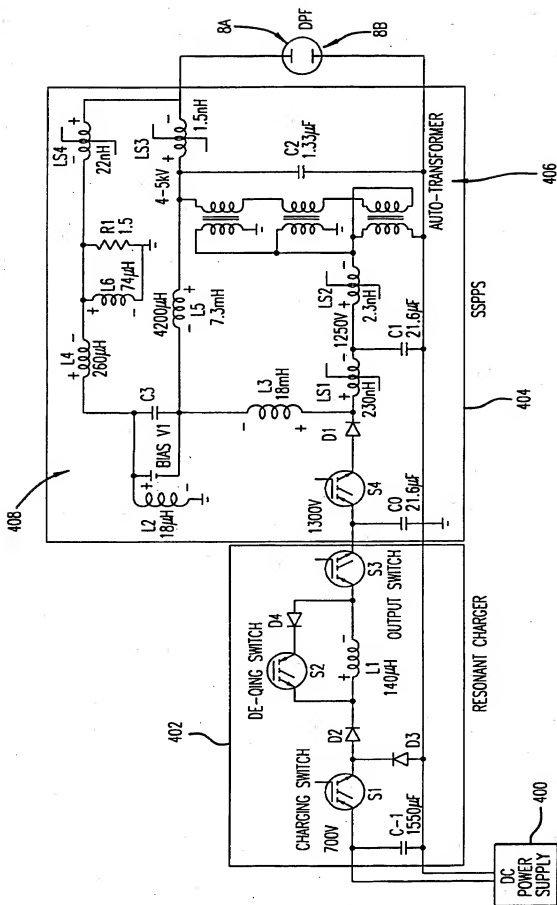 8A
DPF
8B
LS4
22nH
LS3
1.5nH
4-5kV
C2
1.33µF
AUTO-TRANSFORMER
406
R1
1.5
L6
74µH
4200µH
L5
7.3mH
1250V
LS2
2.3nH
C1
21.6µF
SSPPS
L4
260µH
C3
BIAS V1
L2
18µH
L3
18mH
LS1
230nH
D1
404
408
1300V
S4
C0
21.6µF
S3
OUTPUT SWITCH
D4
DE-QING SWITCH
S2
L1
140µH
D2
D3
402
CHARGING SWITCH
700V
S1
C-1
1550µF
RESONANT CHARGER
400
DC
POWER
SUPPLY